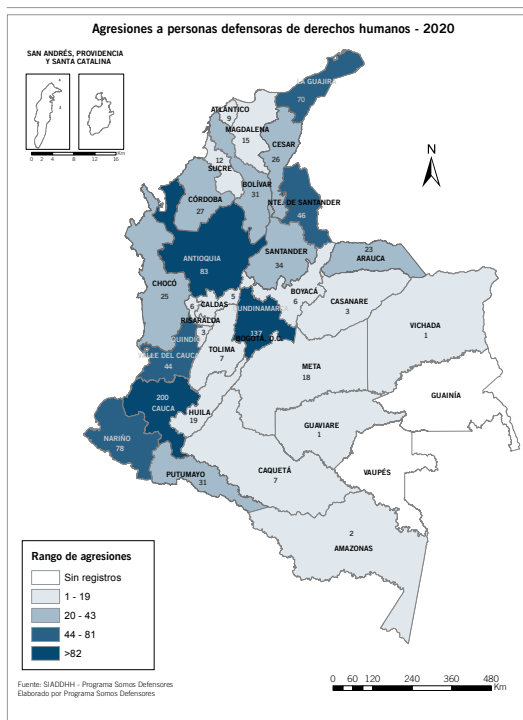 Agresiones a personas defensoras de derechos humanos - 2020
SAN ANDRÉS, PROVIDENCIA
Y SANTA CATALINA
0 2 4 8 12 16
Km
N
LA GUAJIRA
70
ATLÁNTICO
9
MAGDALENA
15
CESAR
26
12
SUCRE
BOLÍVAR
31
CÓRDOBA
27
NTE. DE SANTANDER
46
ANTIOQUIA
83
SANTANDER
34
23
ARAUCA
CHOCÓ
25
BOYACÁ
6
CASANARE
3
5
CALDAS
6
RISARALDA
3
CUNDINAMARCA
137
BOGOTÁ, D.C.
VICHADA
1
QUINDÍO
VALLE DEL CAUCA
44
TOLIMA
7
META
18
GUAINÍA
200
CAUCA
HUILA
19
GUAVIARE
1
NARIÑO
78
CAQUETÁ
7
VAUPÉS
PUTUMAYO
31
2
AMAZONAS
Rango de agresiones
Sin registros
1 - 19
20 - 43
44 - 81
>82
Fuente: SIADDHH - Programa Somos Defensores
Elaborado por Programa Somos Defensores
0 60 120 240 360 480
Km